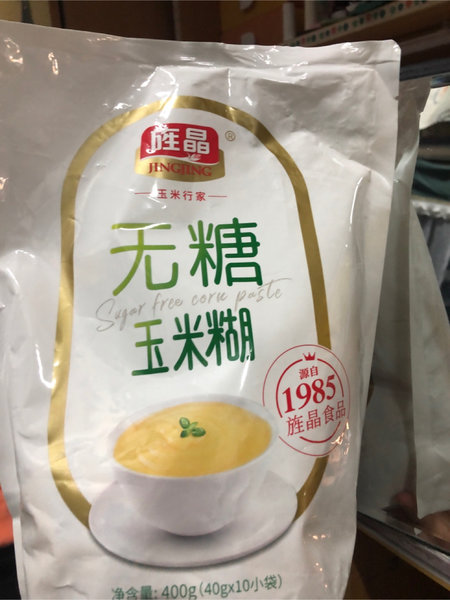 旌晶®
JINGJING
玉米行家
无糖
Sugar free corn paste
玉米糊
源自
1985
旌晶食品
净含量: 400g(40gx10小袋)